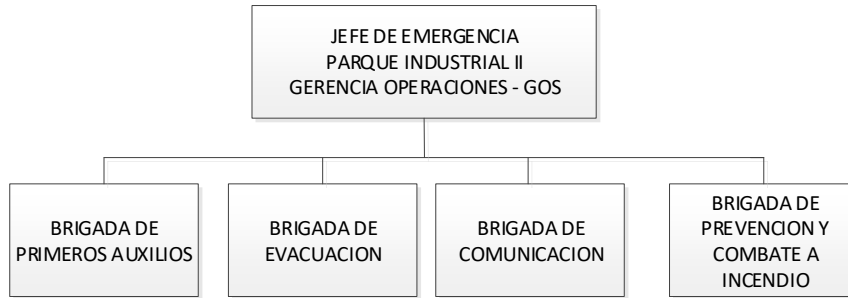 JEFE DE EMERGENCIA
PARQUE INDUSTRIAL II
GERENCIA OPERACIONES - GOS
BRIGADA DE
PRIMEROS AUXILIOS
BRIGADA DE
EVACUACION
BRIGADA DE
COMUNICACION
BRIGADA DE
PREVENCION Y
COMBATE A
INCENDIO